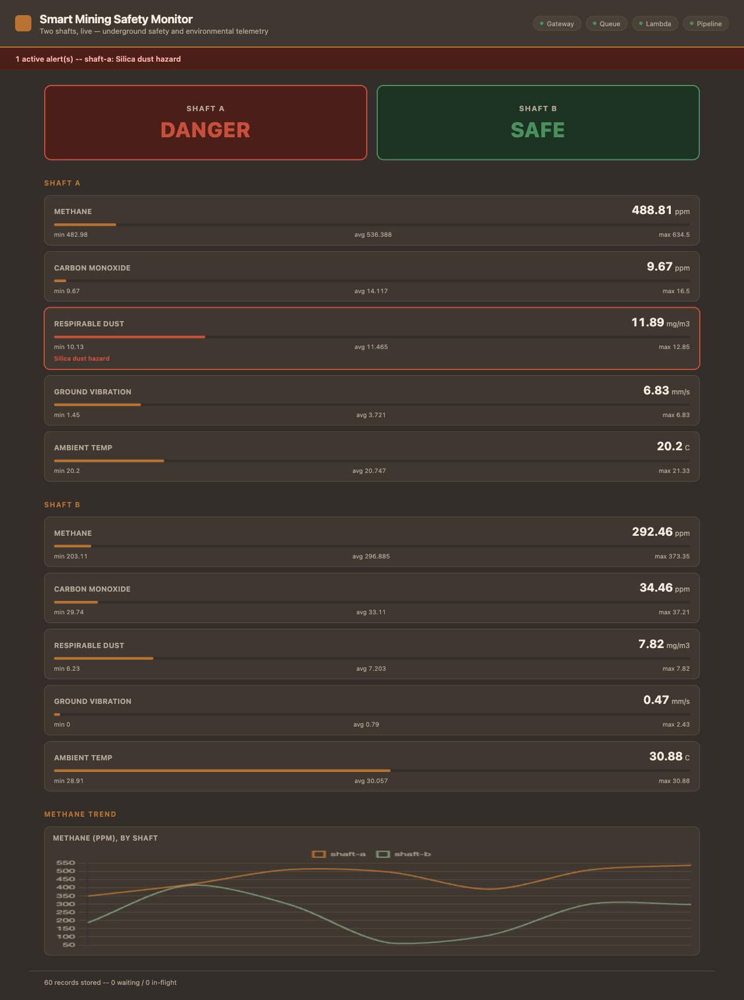 Smart Mining Safety Monitor
Two shafts, live — underground safety and environmental telemetry
Gateway
Queue
Lambda
Pipeline
1 active alert(s) -- shaft-a: Silica dust hazard
SHAFT A
DANGER
SHAFT B
SAFE
SHAFT A
METHANE
488.81 ppm
min 482.98
avg 536.388
max 634.5
CARBON MONOXIDE
9.67 ppm
min 9.67
avg 14.117
max 16.5
RESPIRABLE DUST
11.89 mg/m3
min 10.13
avg 11.465
max 12.85
Silica dust hazard
GROUND VIBRATION
6.83 mm/s
min 1.45
avg 3.721
max 6.83
AMBIENT TEMP
20.2 C
min 20.2
avg 20.747
max 21.33
SHAFT B
METHANE
292.46 ppm
min 203.11
avg 296.885
max 373.35
CARBON MONOXIDE
34.46 ppm
min 29.74
avg 33.11
max 37.21
RESPIRABLE DUST
7.82 mg/m3
min 6.23
avg 7.203
max 7.82
GROUND VIBRATION
0.47 mm/s
min 0
avg 0.79
max 2.43
AMBIENT TEMP
30.88 C
min 28.91
avg 30.057
max 30.88
METHANE TREND
METHANE (PPM), BY SHAFT
shaft-a
shaft-b
550
500
450
400
350
300
250
200
150
100
50
60 records stored -- 0 waiting / 0 in-flight